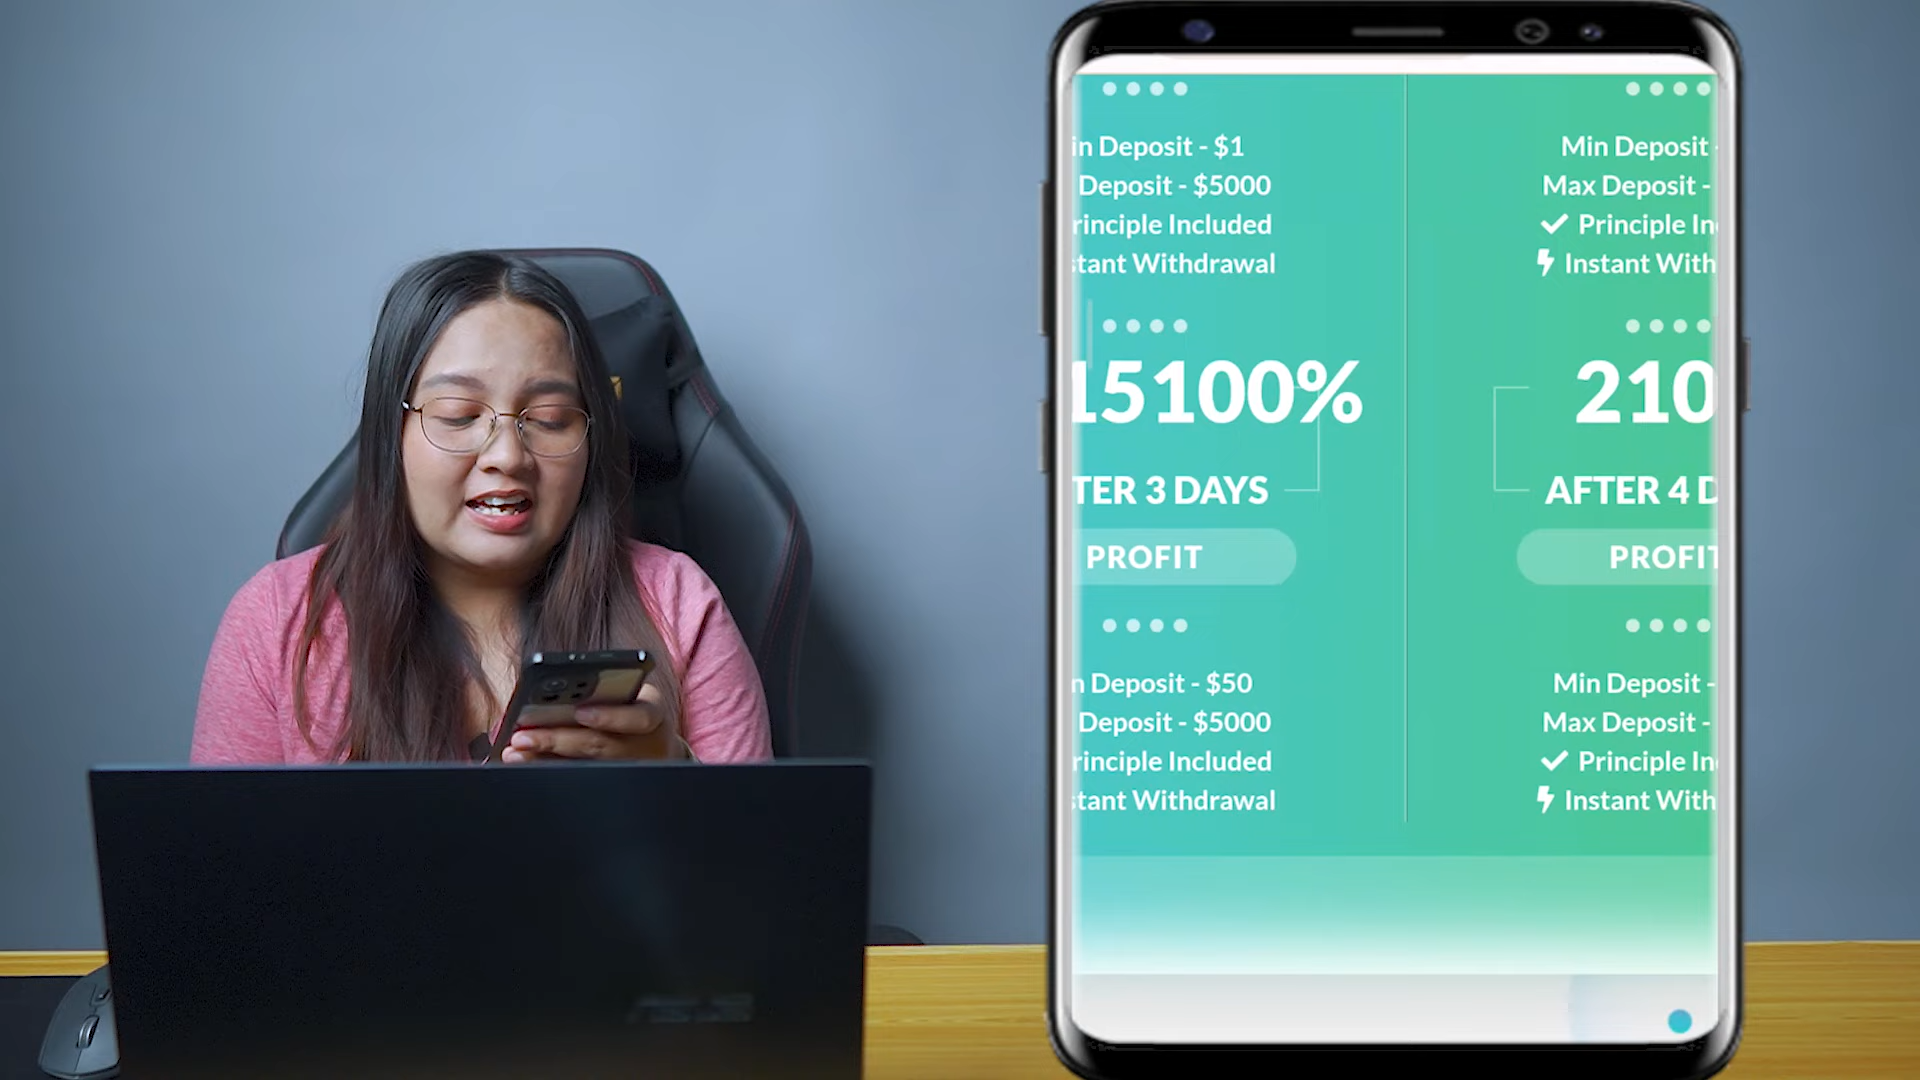 in Deposit - $1
Deposit - $5000
rinciple Included
stant Withdrawal
15100%
TER 3 DAYS
PROFIT
n Deposit - $50
Deposit - $5000
rinciple Included
stant Withdrawal
Min Deposit -
Max Deposit -
Principle In
Instant With
210
AFTER 4 D
PROFIT
Min Deposit -
Max Deposit -
Principle In
Instant With